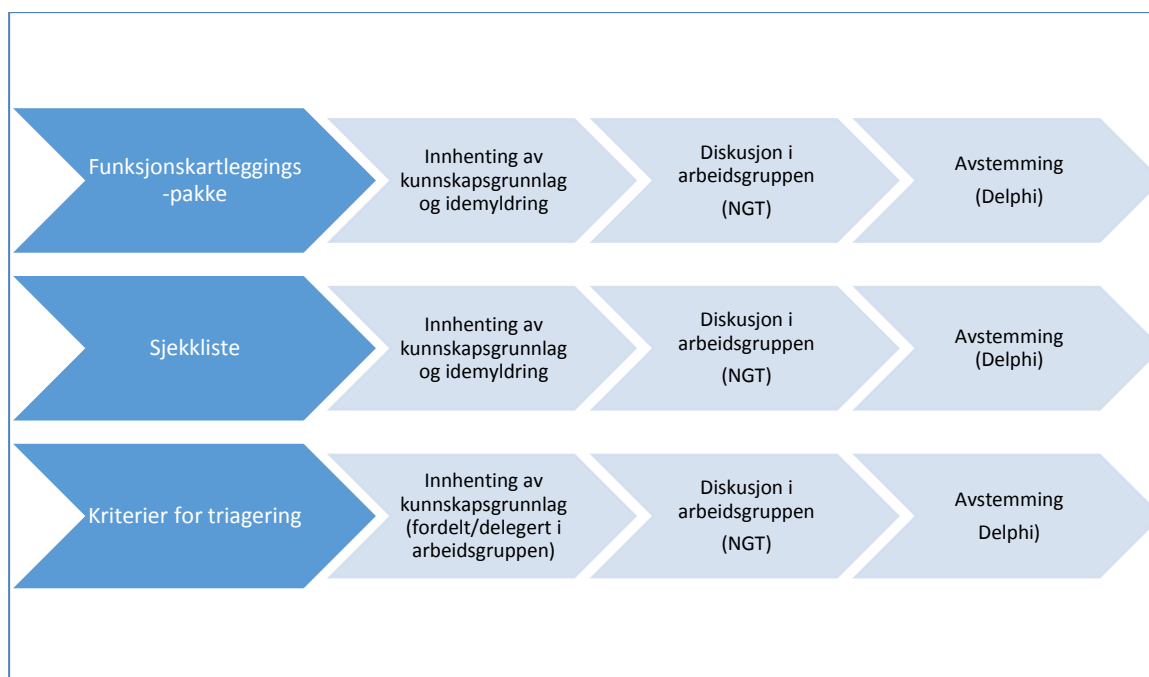 Funksjonskartleggings
-pakke
Innhenting av
kunnskapsgrunnlag
og idemyldring
Diskusjon i
arbeidsgruppen
(NGT)
Avstemming
(Delphi)
Sjekkliste
Innhenting av
kunnskapsgrunnlag
og idemyldring
Diskusjon i
arbeidsgruppen
(NGT)
Avstemming
(Delphi)
Kriterier for triagering
Innhenting av
kunnskapsgrunnlag
(fordelt/delegert i
arbeidsgruppen)
Diskusjon i
arbeidsgruppen
(NGT)
Avstemming
Delphi)